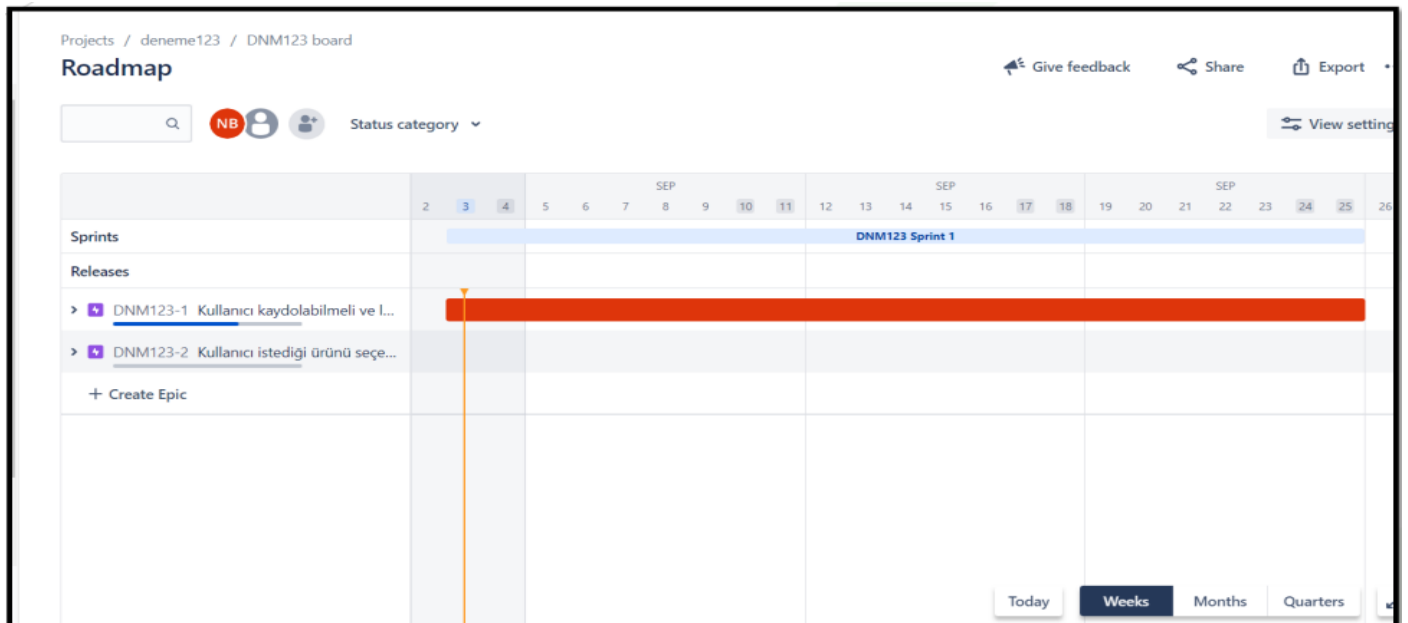 Projects / deneme123 / DNM123 board
Roadmap
Give feedback Share Export
NB Status category View setting
SEP SEP SEP
2 3 4 5 6 7 8 9 10 11 12 13 14 15 16 17 18 19 20 21 22 23 24 25 26
Sprints DNM123 Sprint 1
Releases
DNM123-1 Kullanıcı kaydolabilmeli ve l...
DNM123-2 Kullanıcı istediği ürünü seçe...
+ Create Epic
Today Weeks Months Quarters